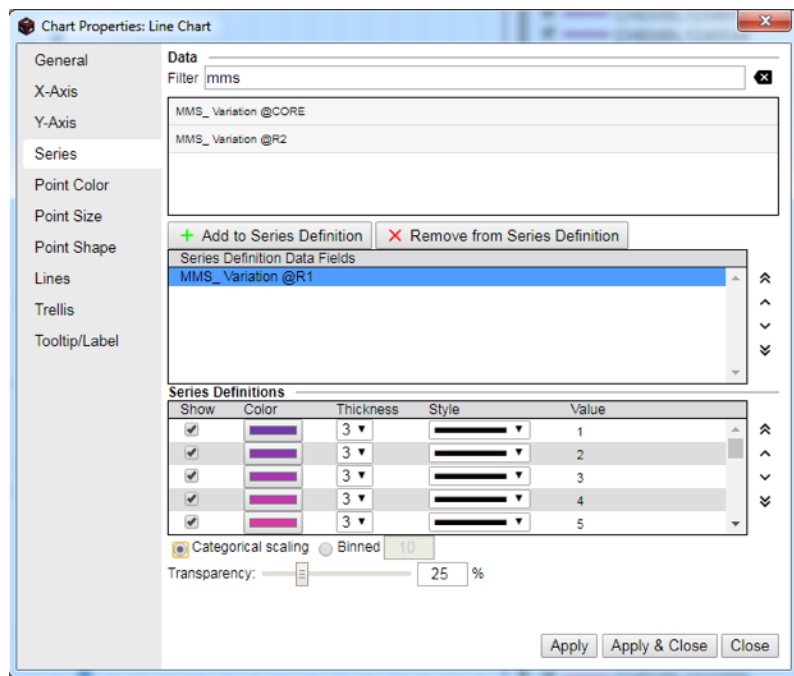 Chart Properties: Line Chart
General
X-Axis
Y-Axis
Series
Point Color
Point Size
Point Shape
Lines
Trellis
Tooltip/Label
Data
Filter mms
MMS_ Variation @CORE
MMS_ Variation @R2
+ Add to Series Definition X Remove from Series Definition
Series Definition Data Fields
MMS_ Variation @R1
Series Definitions
Show Color Thickness Style Value
3 1
3 2
3 3
3 4
3 5
Categorical scaling Binned 10
Transparency: 25 %
Apply Apply & Close Close